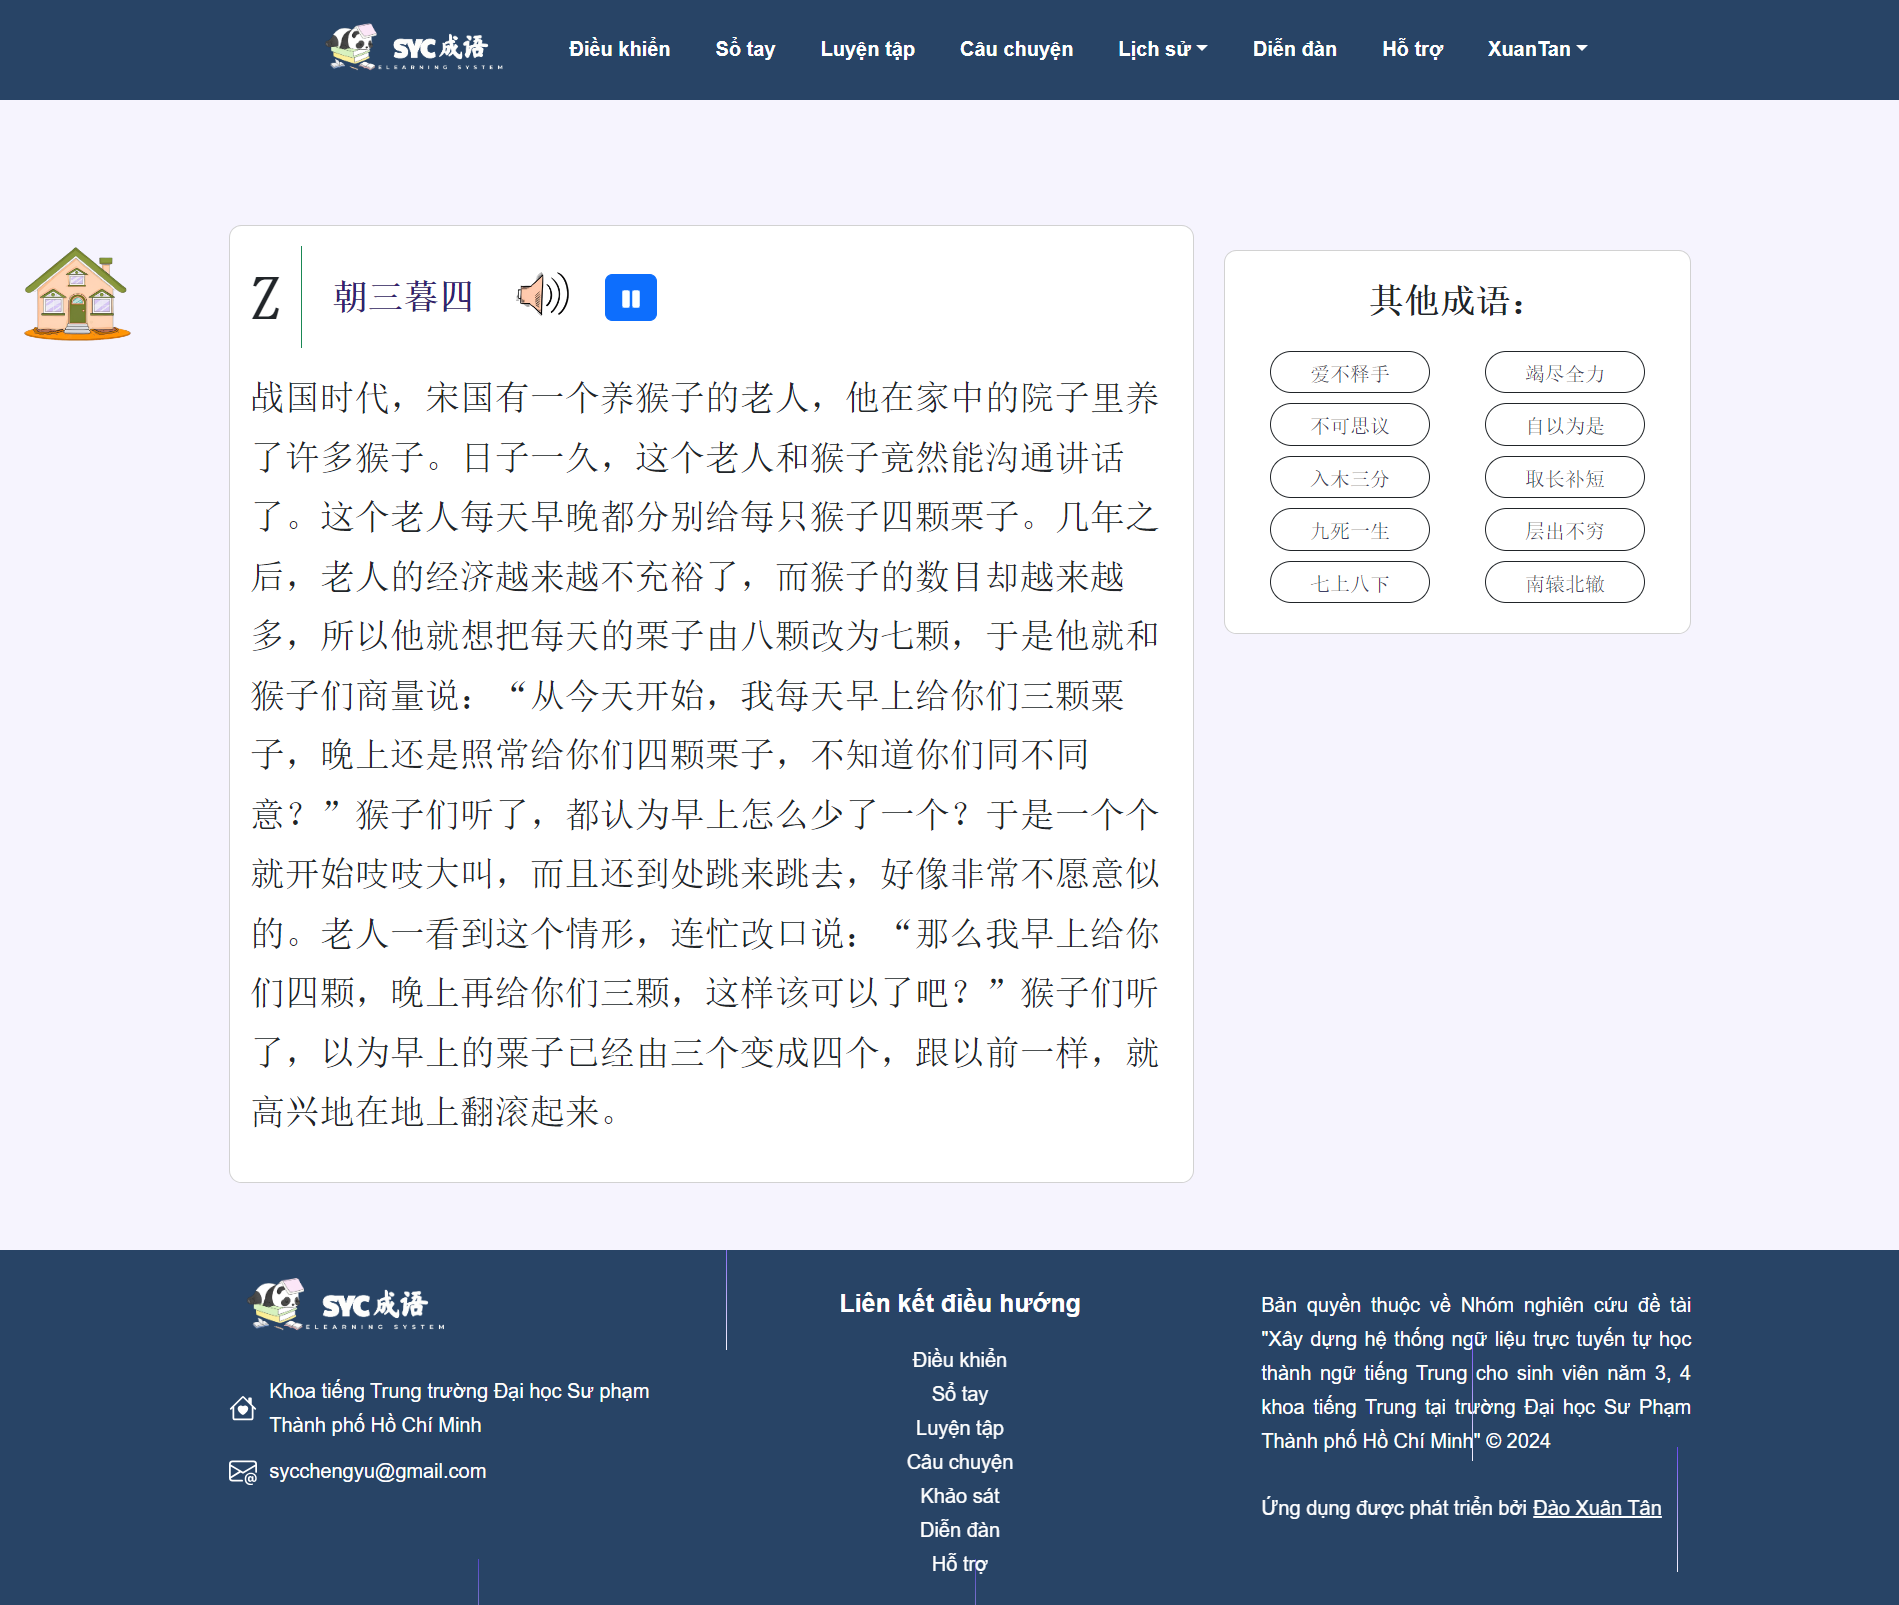 SYC成语
ELEARNING SYSTEM
Điều khiển
Sổ tay
Luyện tập
Câu chuyện
Lịch sử
Diễn đàn
Hỗ trợ
XuanTan
Z
朝三暮四
战国时代，宋国有一个养猴子的老人，他在家中的院子里养
了许多猴子。日子一久，这个老人和猴子竟然能沟通讲话
了。这个老人每天早晚都分别给每只猴子四颗栗子。几年之
后，老人的经济越来越不充裕了，而猴子的数目却越来越
多，所以他就想把每天的栗子由八颗改为七颗，于是他就和
猴子们商量说：“从今天开始，我每天早上给你们三颗粟
子，晚上还是照常给你们四颗栗子，不知道你们同不同
意？”猴子们听了，都认为早上怎么少了一个？于是一个个
就开始吱吱大叫，而且还到处跳来跳去，好像非常不愿意似
的。老人一看到这个情形，连忙改口说：“那么我早上给你
们四颗，晚上再给你们三颗，这样该可以了吧？”猴子们听
了，以为早上的粟子已经由三个变成四个，跟以前一样，就
高兴地在地上翻滚起来。
其他成语：
爱不释手
竭尽全力
不可思议
自以为是
入木三分
取长补短
九死一生
层出不穷
七上八下
南辕北辙
SYC成语
ELEARNING SYSTEM
Khoa tiếng Trung trường Đại học Sư phạm
Thành phố Hồ Chí Minh
sycchengyu@gmail.com
Liên kết điều hướng
Điều khiển
Sổ tay
Luyện tập
Câu chuyện
Khảo sát
Diễn đàn
Hỗ trợ
Bản quyền thuộc về Nhóm nghiên cứu đề tài
"Xây dựng hệ thống ngữ liệu trực tuyến tự học
thành ngữ tiếng Trung cho sinh viên năm 3, 4
khoa tiếng Trung tại trường Đại học Sư Phạm
Thành phố Hồ Chí Minh" © 2024
Ứng dụng được phát triển bởi Đào Xuân Tân